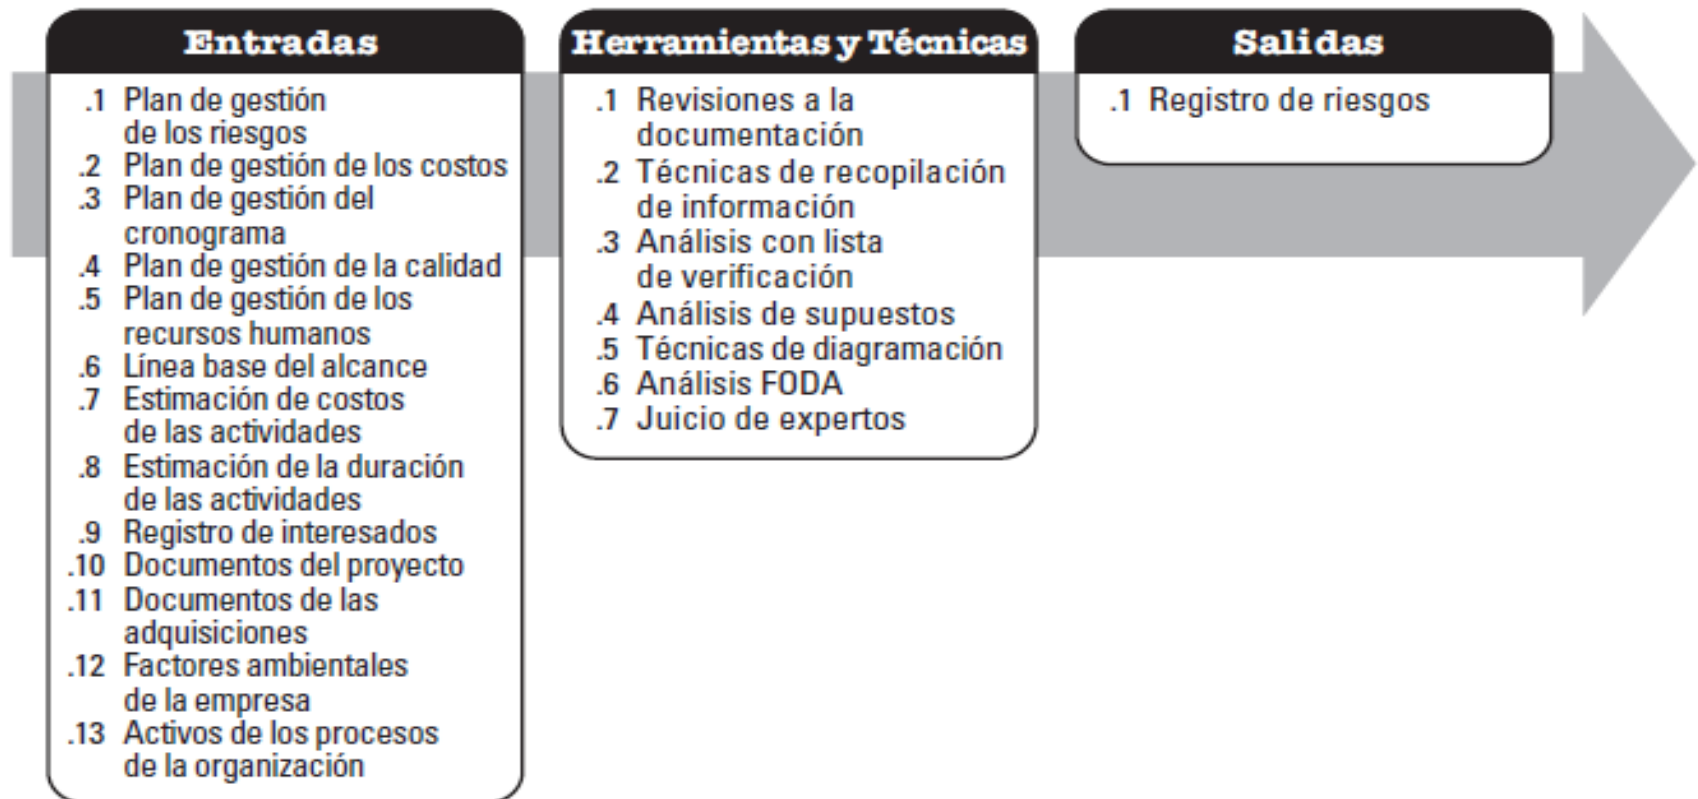 Entradas
.1 Plan de gestión
de los riesgos
.2 Plan de gestión de los costos
.3 Plan de gestión del
cronograma
.4 Plan de gestión de la calidad
.5 Plan de gestión de los
recursos humanos
.6 Línea base del alcance
.7 Estimación de costos
de las actividades
.8 Estimación de la duración
de las actividades
.9 Registro de interesados
.10 Documentos del proyecto
.11 Documentos de las
adquisiciones
.12 Factores ambientales
de la empresa
.13 Activos de los procesos
de la organización
Herramientas y Técnicas
.1 Revisiones a la
documentación
.2 Técnicas de recopilación
de información
.3 Análisis con lista
de verificación
.4 Análisis de supuestos
.5 Técnicas de diagramación
.6 Análisis FODA
.7 Juicio de expertos
Salidas
.1 Registro de riesgos